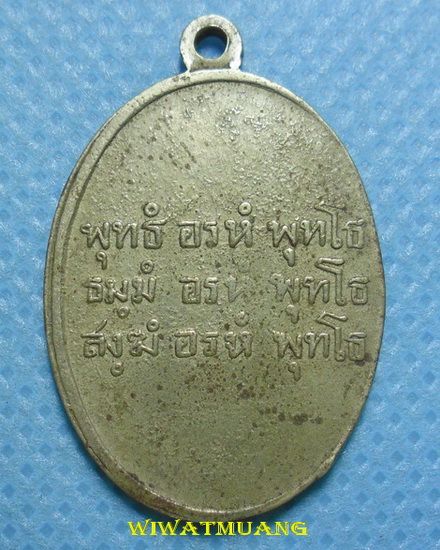 พุทธํ อรหํ พุทโธ
ธมฺมํ อรหํ พุทโธ
สงฺฆํ อรหํ พุทโธ
WIWATMUANG